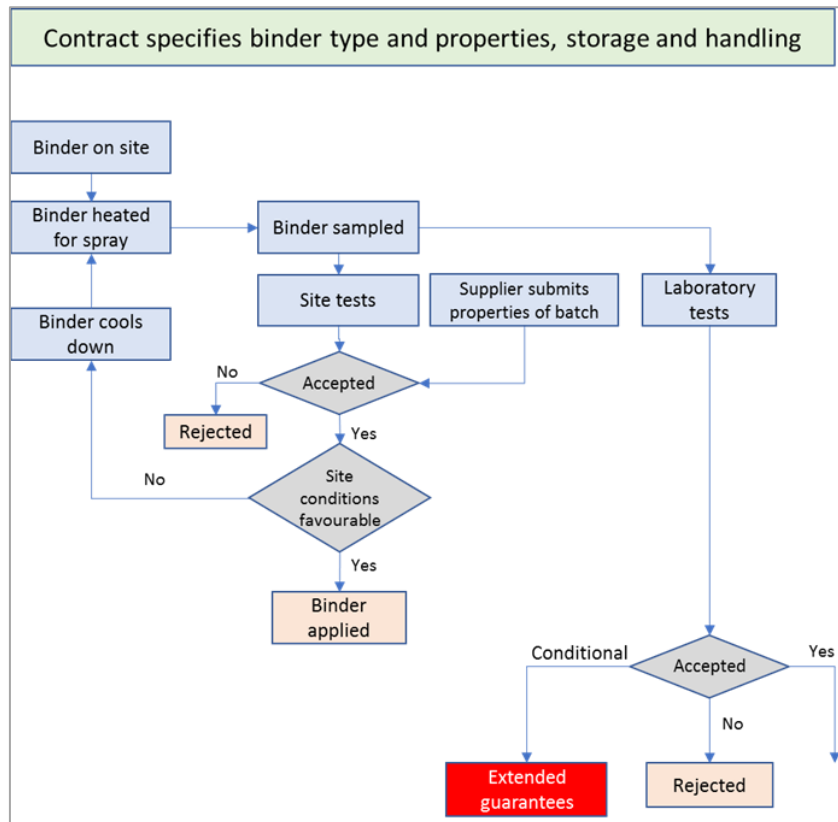 Contract specifies binder type and properties, storage and handling
Binder on site
Binder heated
for spray
Binder sampled
Site tests
Supplier submits
properties of batch
Laboratory
tests
Binder cools
down
No
Accepted
Rejected
Yes
No
Site
conditions
favourable
Yes
Binder
applied
Conditional
Accepted
Yes
No
Extended
guarantees
Rejected